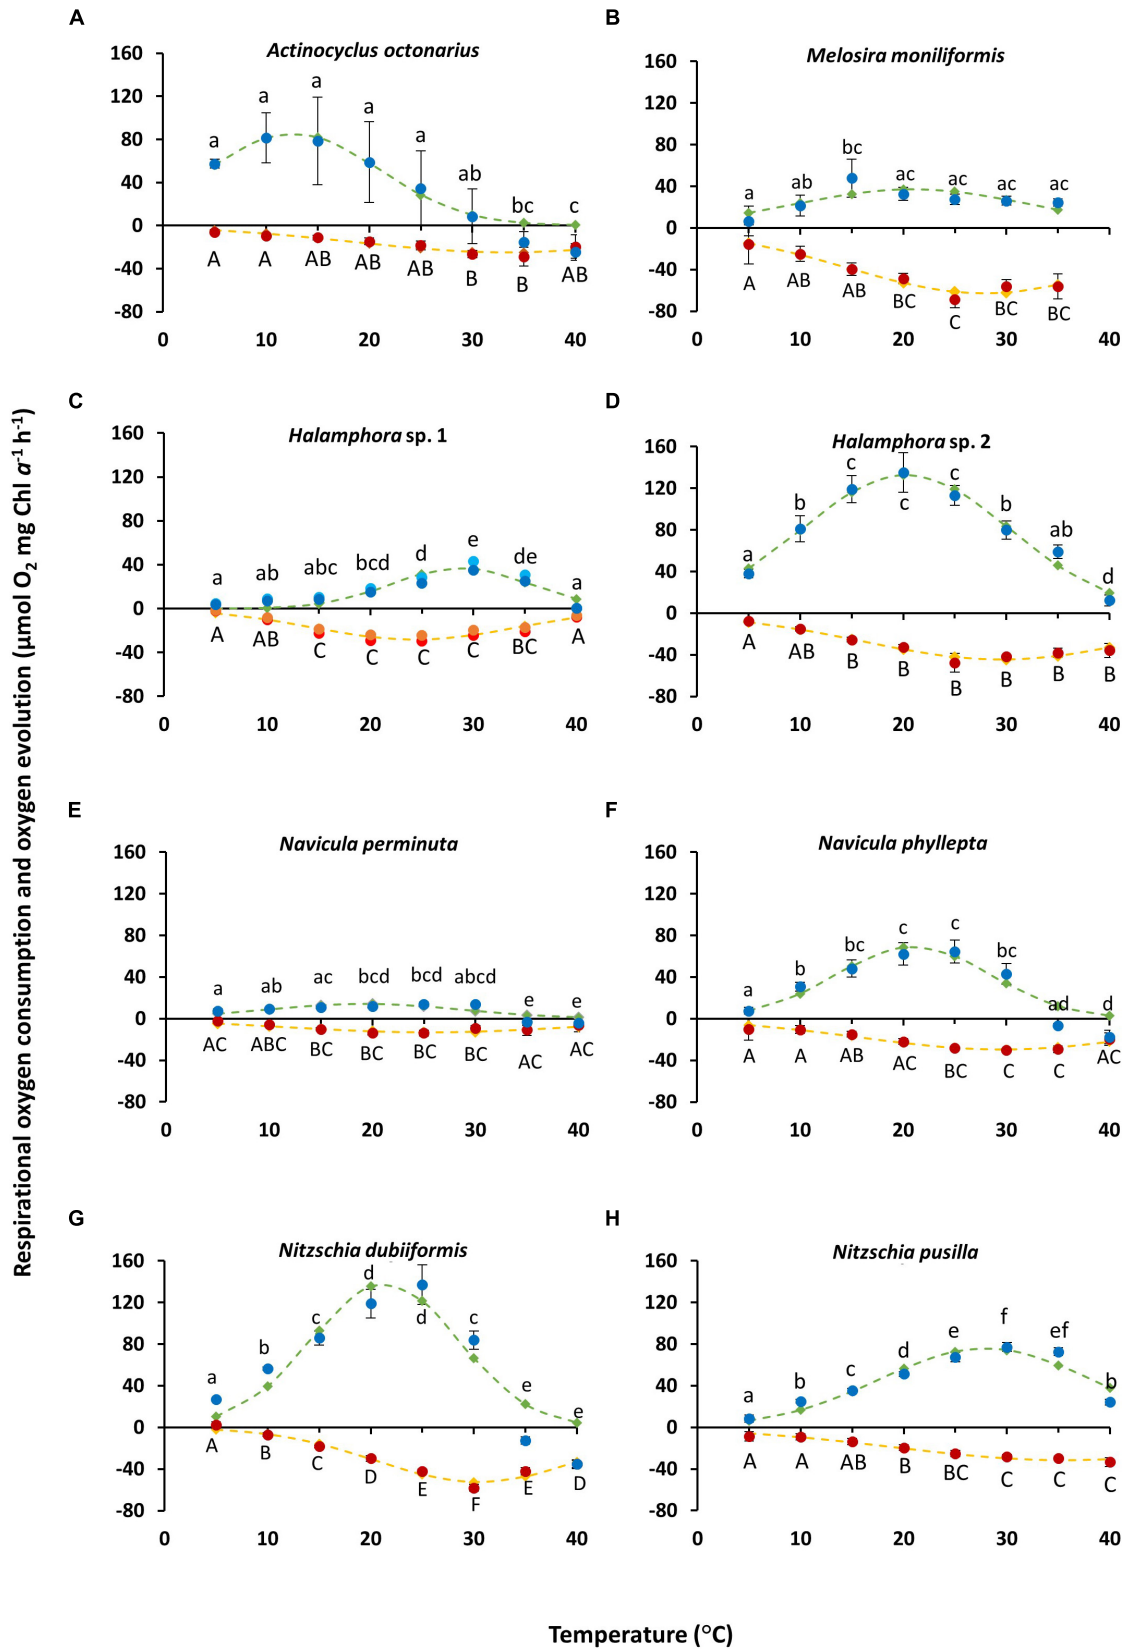 A
Actinocyclus octonarius
160
120
80
40
0
-40
-80
a a a a a ab bc c
A A AB AB AB B B AB
0 10 20 30 40
B
Melosira moniliformis
160
120
80
40
0
-40
-80
a ab bc ac ac ac ac
A AB AB BC C BC BC
0 10 20 30 40
C
Halamphora sp. 1
160
120
80
40
0
-40
-80
a ab abc bcd d e de a
A AB C C C C BC A
0 10 20 30 40
D
Halamphora sp. 2
160
120
80
40
0
-40
-80
a b c c c b ab d
A AB B B B B B B
0 10 20 30 40
E
Navicula perminuta
160
120
80
40
0
-40
-80
a ab ac bcd bcd abcd e e
AC ABC BC BC BC BC AC AC
0 10 20 30 40
F
Navicula phyllepta
160
120
80
40
0
-40
-80
a b bc c c bc ad d
A A AB AC BC C C AC
0 10 20 30 40
G
Nitzschia dubiiformis
160
120
80
40
0
-40
-80
a b c d d c e e
A B C D E F E D
0 10 20 30 40
H
Nitzschia pusilla
160
120
80
40
0
-40
-80
a b c d e f ef b
A A AB B BC C C C
0 10 20 30 40
Respirational oxygen consumption and oxygen evolution (µmol O₂ mg Chl a⁻¹ h⁻¹)
Temperature (°C)